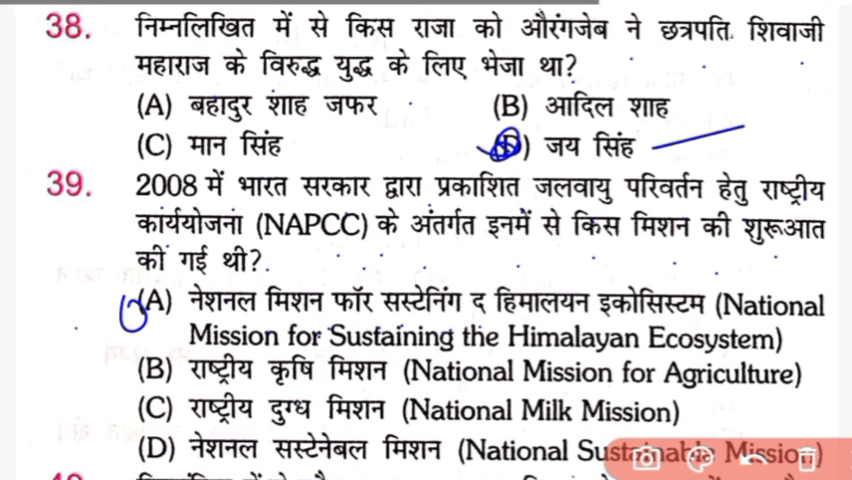 38. निम्नलिखित में से किस राजा को औरंगजेब ने छत्रपति शिवाजी
महाराज के विरुद्ध युद्ध के लिए भेजा था?
(A) बहादुर शाह जफर (B) आदिल शाह
(C) मान सिंह (D) जय सिंह
39. 2008 में भारत सरकार द्वारा प्रकाशित जलवायु परिवर्तन हेतु राष्ट्रीय
कार्ययोजना (NAPCC) के अंतर्गत इनमें से किस मिशन की शुरूआत
की गई थी?
(A) नेशनल मिशन फॉर सस्टेनिंग द हिमालयन इकोसिस्टम (National
Mission for Sustaining the Himalayan Ecosystem)
(B) राष्ट्रीय कृषि मिशन (National Mission for Agriculture)
(C) राष्ट्रीय दुग्ध मिशन (National Milk Mission)
(D) नेशनल सस्टेनेबल मिशन (National Sustainable Mission)